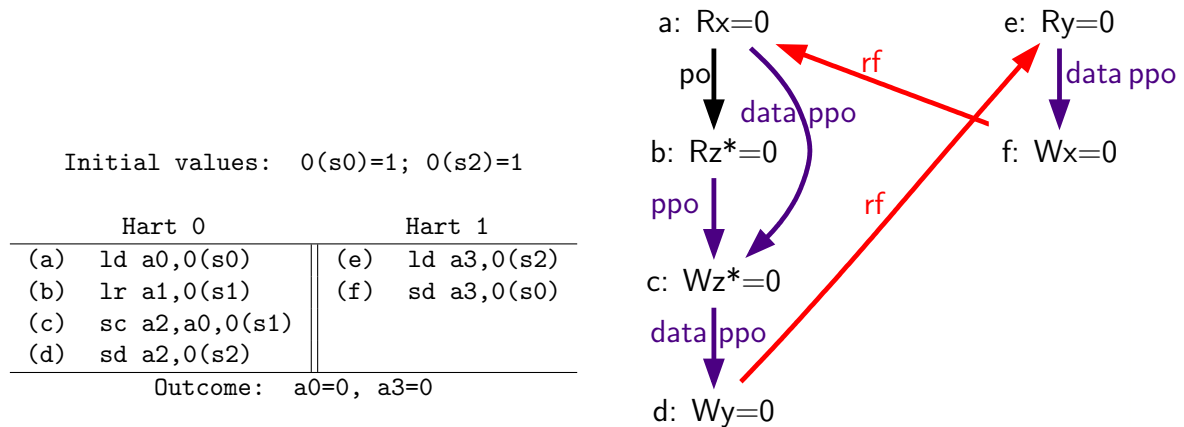 Initial values: 0(s0)=1; 0(s2)=1
Hart 0 Hart 1
(a) ld a0,0(s0) (e) ld a3,0(s2)
(b) lr a1,0(s1) (f) sd a3,0(s0)
(c) sc a2,a0,0(s1)
(d) sd a2,0(s2)
Outcome: a0=0, a3=0
a: Rx=0
e: Ry=0
po
rf
data ppo
data ppo
b: Rz*=0
f: Wx=0
ppo
rf
c: Wz*=0
data ppo
d: Wy=0